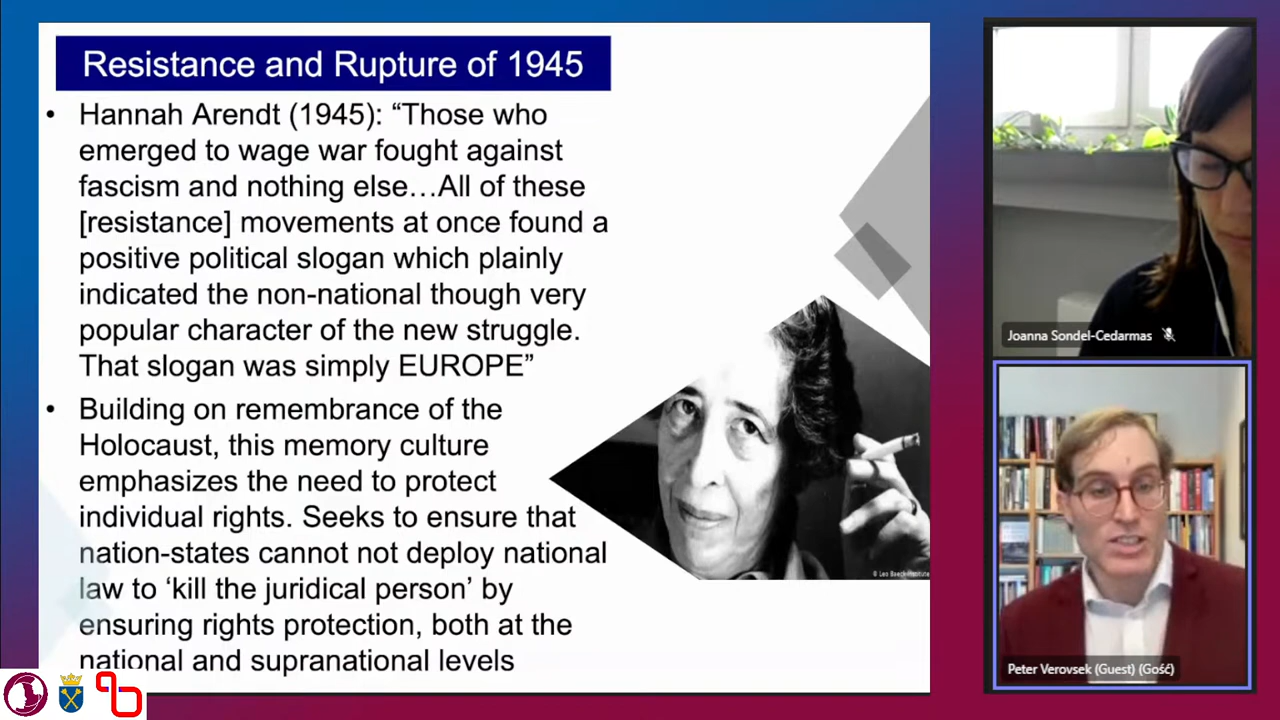 Resistance and Rupture of 1945
• Hannah Arendt (1945): “Those who
emerged to wage war fought against
fascism and nothing else…All of these
[resistance] movements at once found a
positive political slogan which plainly
indicated the non-national though very
popular character of the new struggle.
That slogan was simply EUROPE”
• Building on remembrance of the
Holocaust, this memory culture
emphasizes the need to protect
individual rights. Seeks to ensure that
nation-states cannot not deploy national
law to ‘kill the juridical person’ by
ensuring rights protection, both at the
national and supranational levels
© Leo Baeck Institute
Joanna Sondel-Cedarmas
Peter Verovsek (Guest) (Gość)